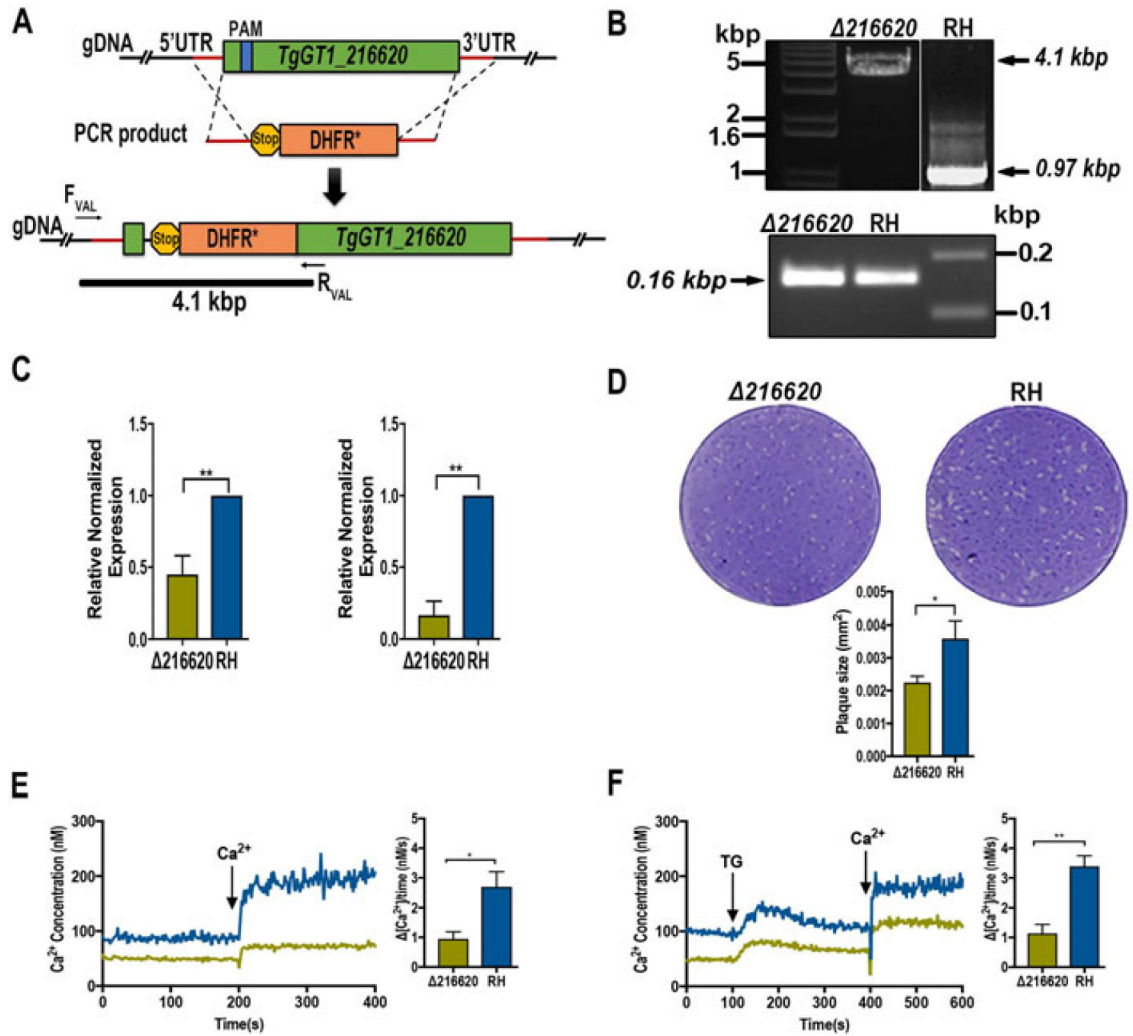 A
PAM
gDNA 5'UTR TgGT1_216620 3'UTR
PCR product Stop DHFR*
F VAL
gDNA Stop DHFR* TgGT1_216620
R VAL
4.1 kbp
B
kbp Δ216620 RH
5 4.1 kbp
2
1.6
1 0.97 kbp
Δ216620 RH kbp
0.16 kbp 0.2
0.1
C
Relative Normalized
Expression
1.5
1.0
0.5
0.0
**
Δ216620 RH
Relative Normalized
Expression
1.5
1.0
0.5
0.0
**
Δ216620 RH
D
Δ216620 RH
Plaque size (mm²)
0.005
0.004
0.003
0.002
0.001
0.000
*
Δ216620 RH
E
Ca²⁺ Concentration (nM)
300
200
100
0
Ca²⁺
0 100 200 300 400
Time(s)
Δ[Ca²⁺]/time (nM/s)
5
4
3
2
1
0
*
Δ216620 RH
F
Ca²⁺ Concentration (nM)
300
200
100
0
TG
Ca²⁺
0 100 200 300 400 500 600
Time(s)
Δ[Ca²⁺]/time (nM/s)
5
4
3
2
1
0
**
Δ216620 RH